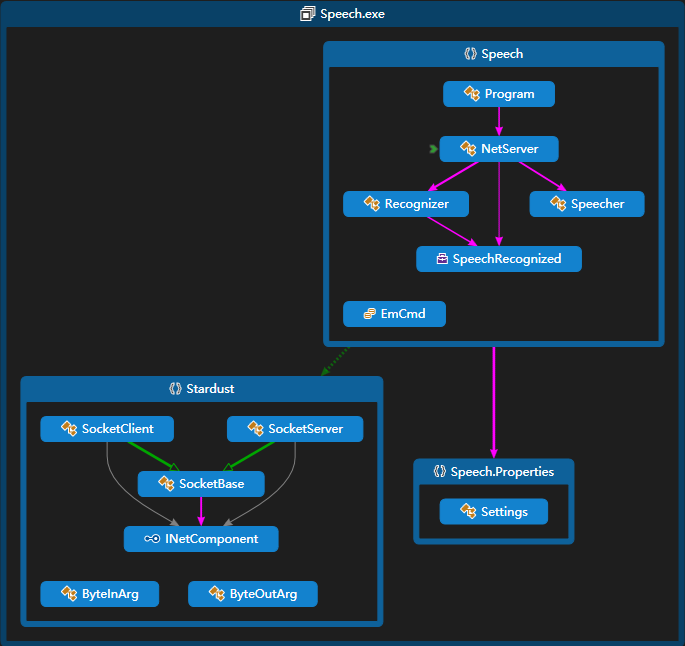 Speech.exe
Speech
Program
NetServer
Recognizer
Speecher
SpeechRecognized
EmCmd
Stardust
SocketClient
SocketServer
SocketBase
INetComponent
ByteInArg
ByteOutArg
Speech.Properties
Settings